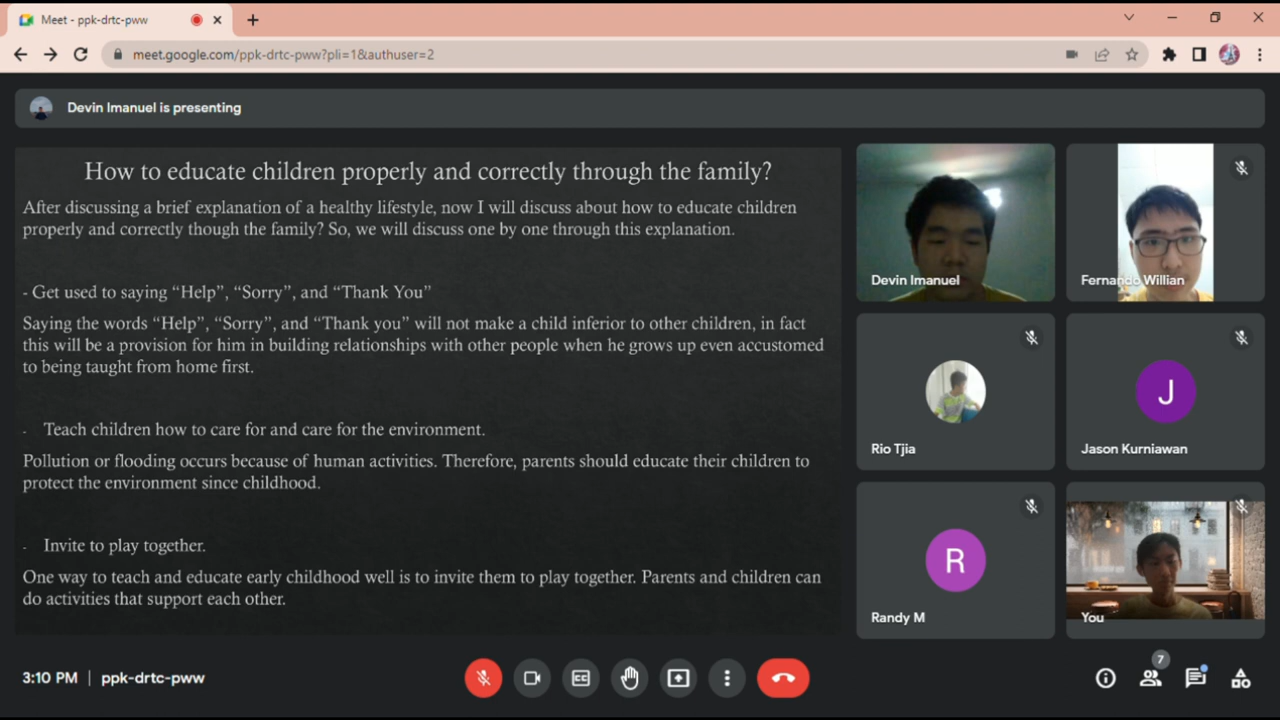 Meet - ppk-drtc-pww
meet.google.com/ppk-drtc-pww?pli=1&authuser=2
Devin Imanuel is presenting
How to educate children properly and correctly through the family?
After discussing a brief explanation of a healthy lifestyle, now I will discuss about how to educate children
properly and correctly though the family? So, we will discuss one by one through this explanation.
- Get used to saying “Help”, “Sorry”, and “Thank You”
Saying the words “Help”, “Sorry”, and “Thank you” will not make a child inferior to other children, in fact
this will be a provision for him in building relationships with other people when he grows up even accustomed
to being taught from home first.
- Teach children how to care for and care for the environment.
Pollution or flooding occurs because of human activities. Therefore, parents should educate their children to
protect the environment since childhood.
- Invite to play together.
One way to teach and educate early childhood well is to invite them to play together. Parents and children can
do activities that support each other.
Devin Imanuel
Fernando Willian
Rio Tjia
J
Jason Kurniawan
R
Randy M
You
3:10 PM | ppk-drtc-pww
CC
7